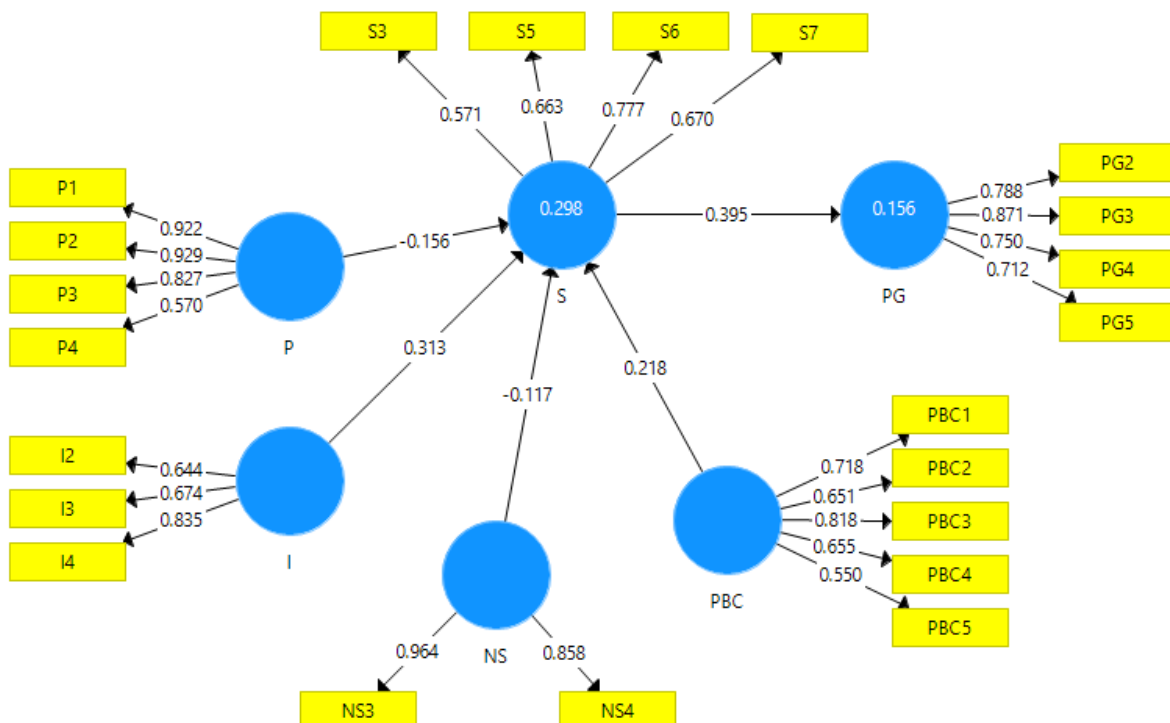 S3
S5
S6
S7
0.571
0.663
0.777
0.670
P1
P2
P3
P4
0.922
0.929
0.827
0.570
P
-0.156
0.298
S
0.395
0.156
PG
0.788
0.871
0.750
0.712
PG2
PG3
PG4
PG5
0.313
-0.117
0.218
I2
I3
I4
0.644
0.674
0.835
I
NS
0.964
0.858
NS3
NS4
PBC
0.718
0.651
0.818
0.655
0.550
PBC1
PBC2
PBC3
PBC4
PBC5